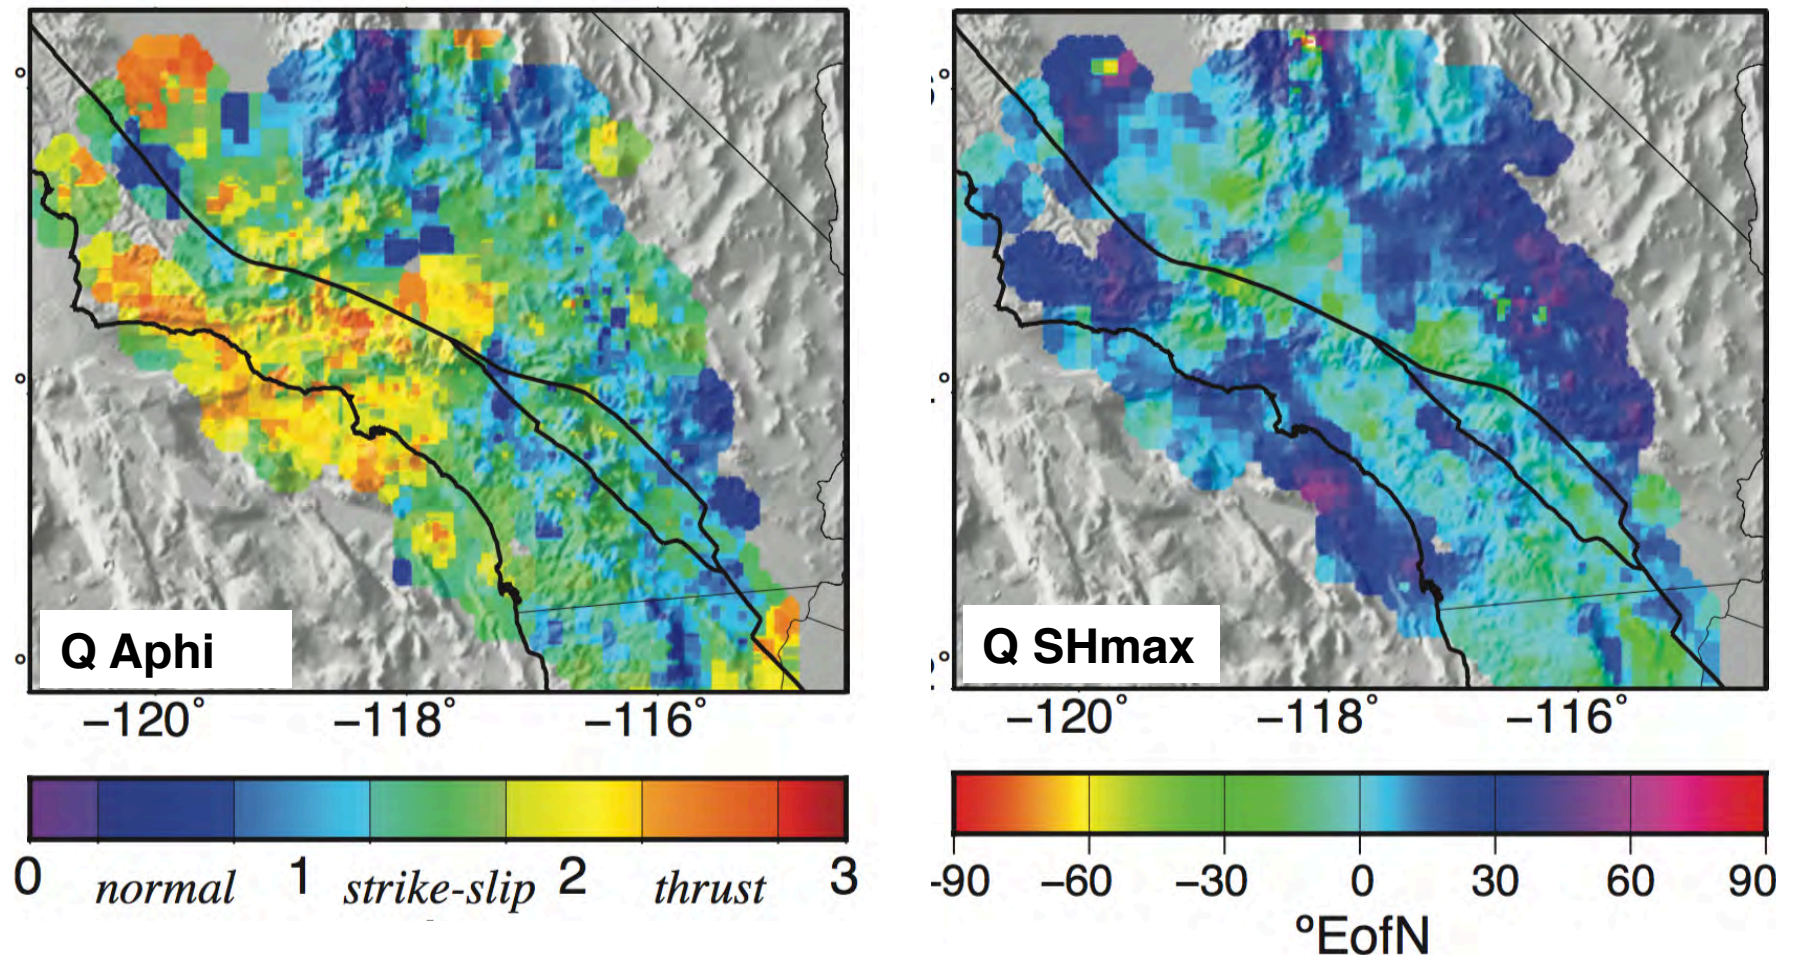 Q Aphi
−120° −118° −116°
0 normal 1 strike-slip 2 thrust 3
Q SHmax
−120° −118° −116°
-90 −60 −30 0 30 60 90
ºEofN